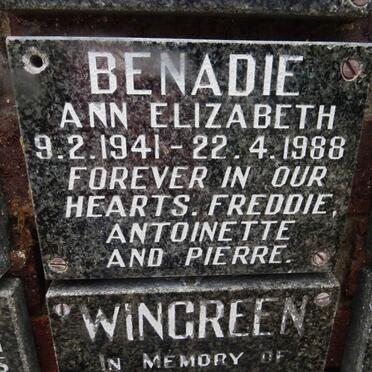 BENADIE
ANN ELIZABETH
9.2.1941 - 22.4.1988
FOREVER IN OUR
HEARTS. FREDDIE,
ANTOINETTE
AND PIERRE.
WINGREEN
IN MEMORY OF